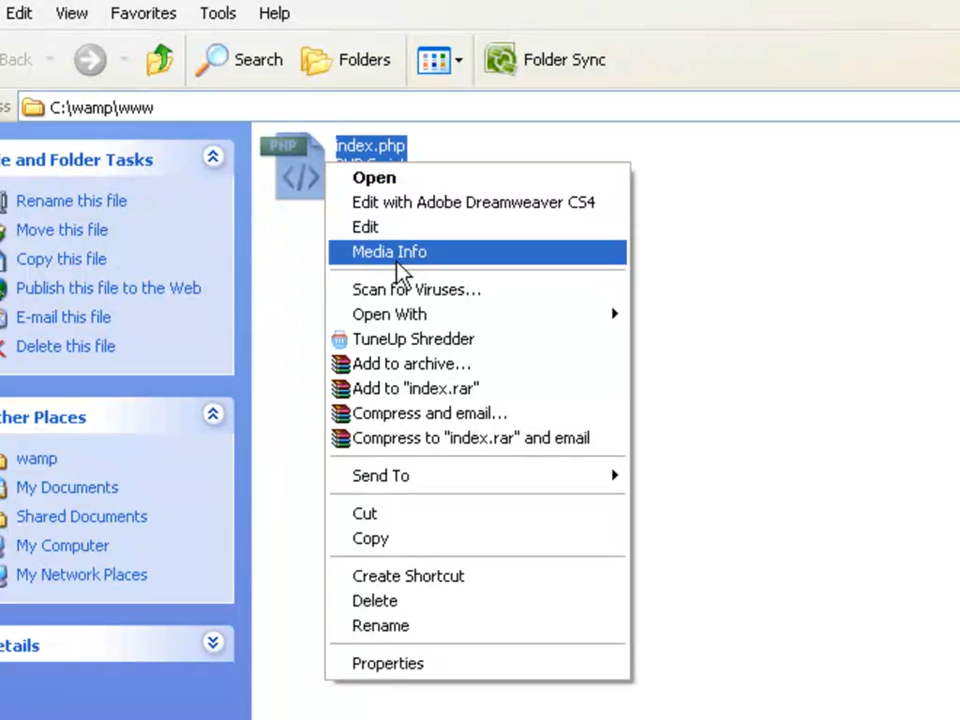 Edit View Favorites Tools Help
Back Search Folders Folder Sync
ss C:\wamp\www
PHP index.php
PHP Script
le and Folder Tasks
Rename this file
Move this file
Copy this file
Publish this file to the Web
E-mail this file
Delete this file
ther Places
wamp
My Documents
Shared Documents
My Computer
My Network Places
etails
Open
Edit with Adobe Dreamweaver CS4
Edit
Media Info
Scan for Viruses...
Open With
TuneUp Shredder
Add to archive...
Add to "index.rar"
Compress and email...
Compress to "index.rar" and email
Send To
Cut
Copy
Create Shortcut
Delete
Rename
Properties